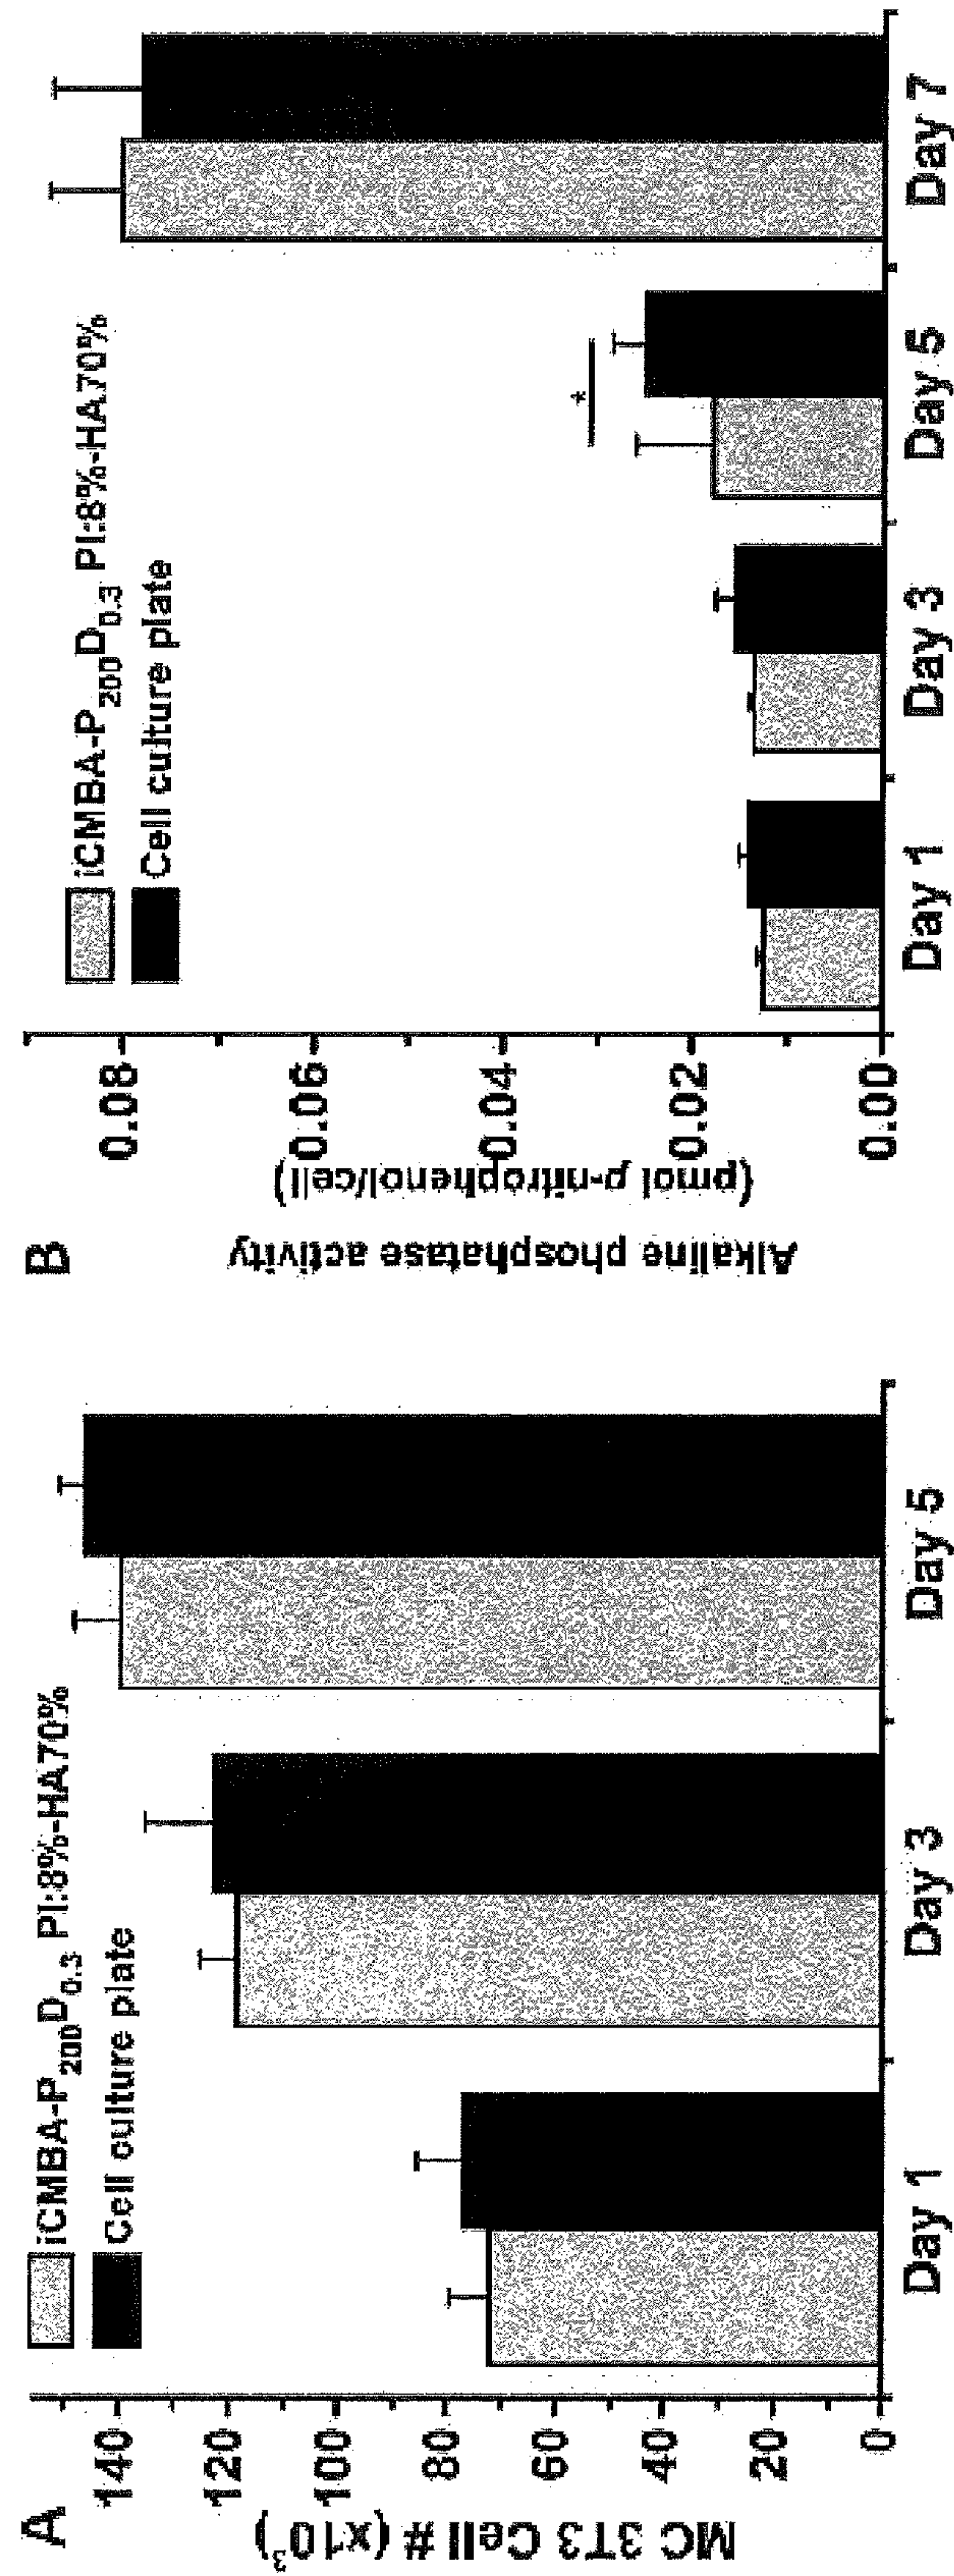 A
MC 3T3 Cell # (x10³)
140
120
100
80
60
40
20
0
iCMBA-P₂₀₀D₀.₃ PI:8%-HA70%
Cell culture plate
Day 1
Day 3
Day 5
B
Alkaline phosphatase activity
(pmol p-nitrophenol/cell)
0.08
0.06
0.04
0.02
0.00
iCMBA-P₂₀₀D₀.₃ PI:8%-HA70%
Cell culture plate
*
Day 1
Day 3
Day 5
Day 7